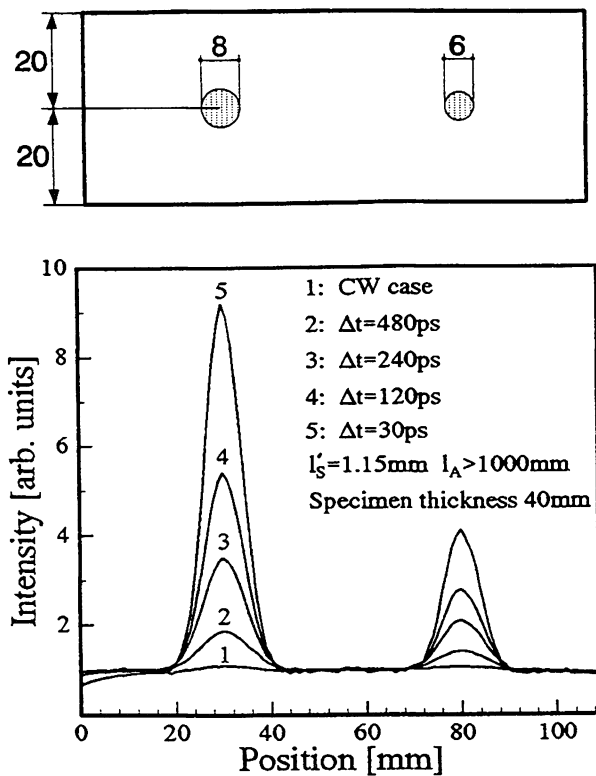 20
8
6
20
10
8
6
4
2
0
20
40
60
80
100
Intensity [arb. units]
Position [mm]
5
4
3
2
1
1: CW case
2: Δt=480ps
3: Δt=240ps
4: Δt=120ps
5: Δt=30ps
l′S=1.15mm lA>1000mm
Specimen thickness 40mm